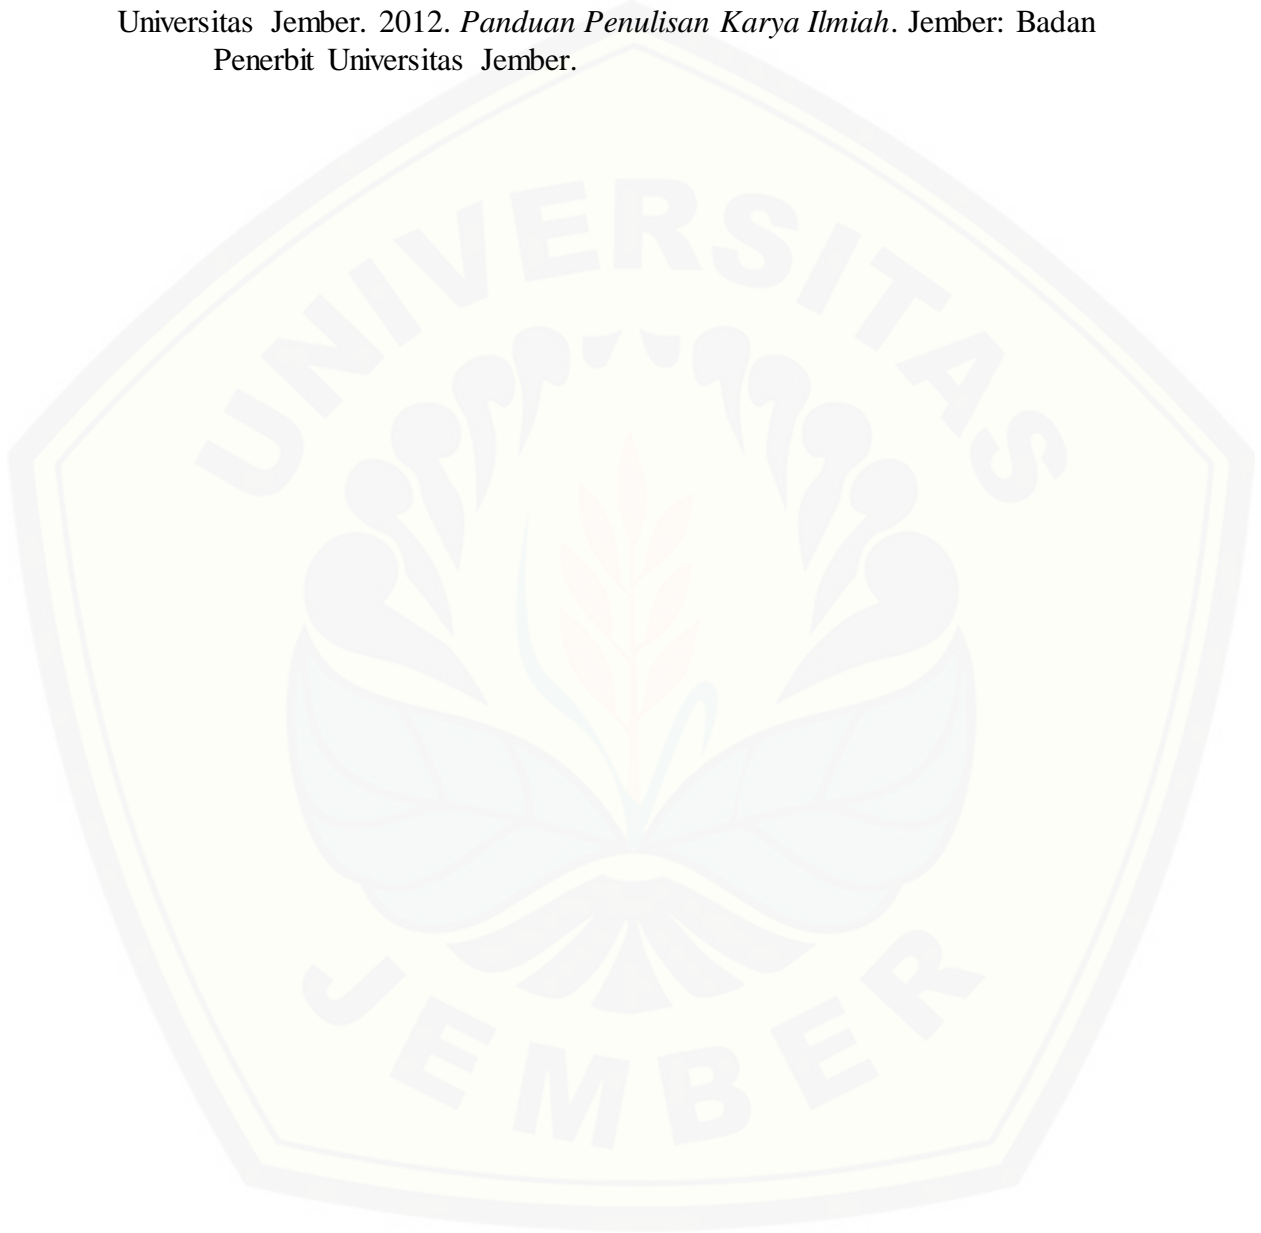 Universitas Jember. 2012. Panduan Penulisan Karya Ilmiah. Jember: Badan
Penerbit Universitas Jember.
UNIVERSITAS
JEMBER